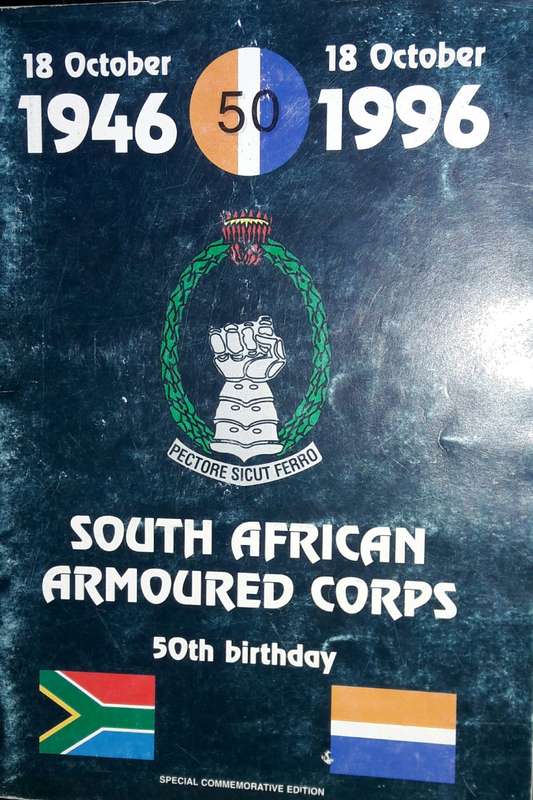 18 October
1946
50
18 October
1996
PECTORE SICUT FERRO
SOUTH AFRICAN
ARMOURED CORPS
50th birthday
SPECIAL COMMEMORATIVE EDITION